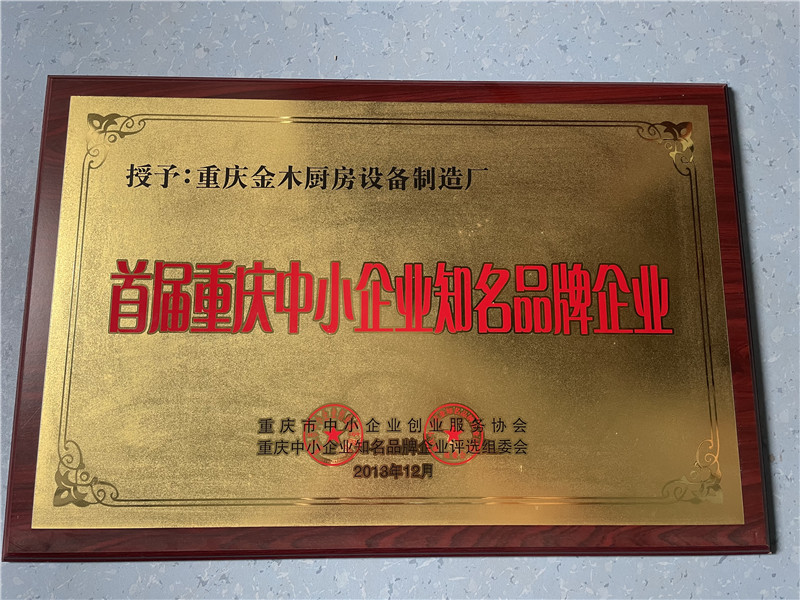 授予:重庆金木厨房设备制造厂
首届重庆中小企业知名品牌企业
重庆市中小企业创业服务协会
重庆中小企业知名品牌企业评选组委会
2013年12月